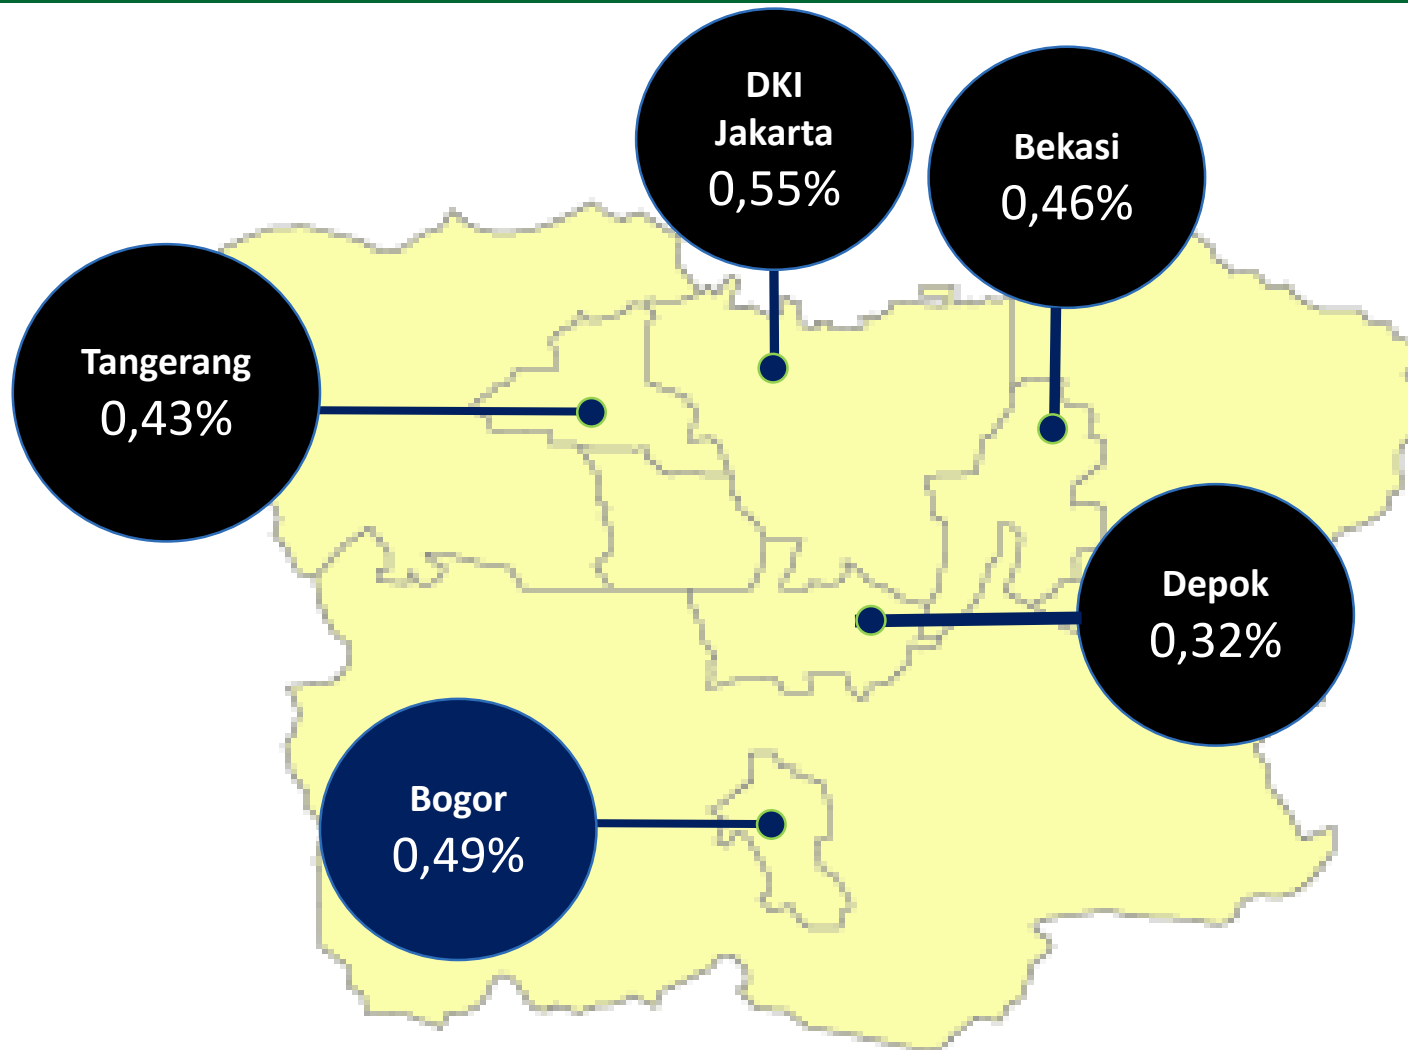 DKI
Jakarta
0,55%
Bekasi
0,46%
Tangerang
0,43%
Depok
0,32%
Bogor
0,49%